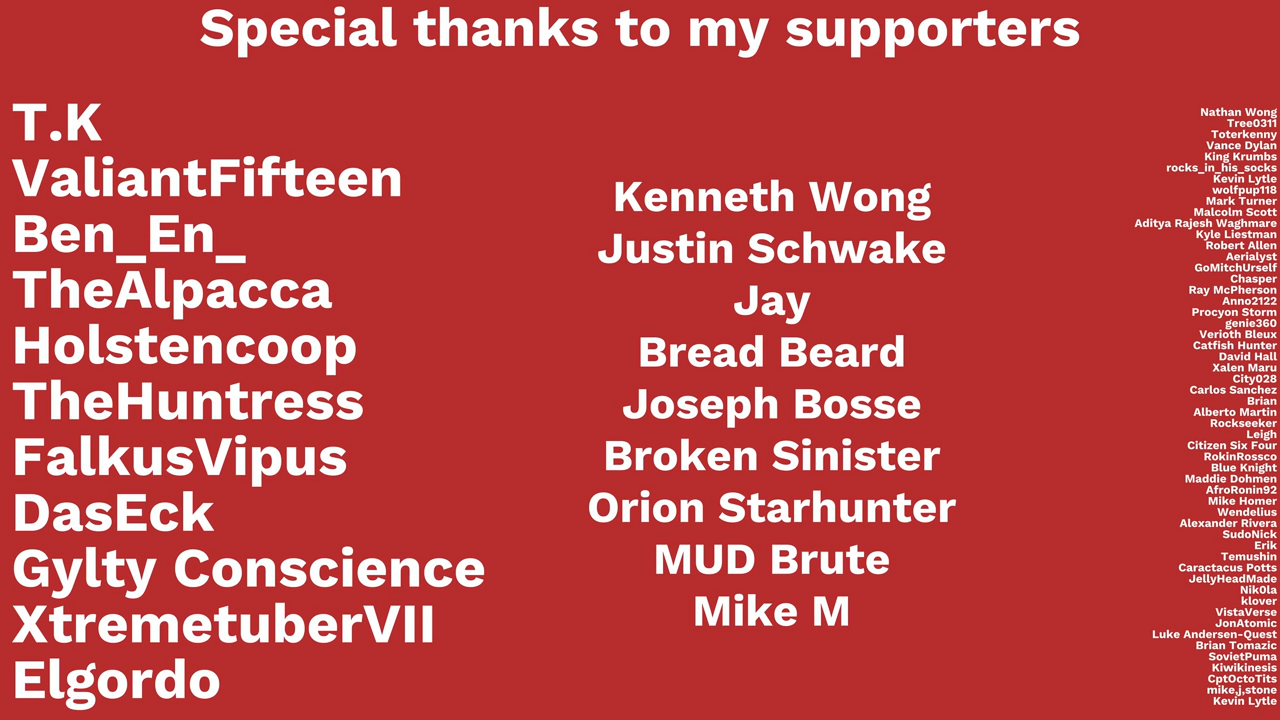 Special thanks to my supporters
T.K
ValiantFifteen
Ben_En_
TheAlpacca
Holstencoop
TheHuntress
FalkusVipus
DasEck
Gylty Conscience
XtremetuberVII
Elgordo
Kenneth Wong
Justin Schwake
Jay
Bread Beard
Joseph Bosse
Broken Sinister
Orion Starhunter
MUD Brute
Mike M
Nathan Wong
Tree0311
Toterkenny
Vance Dylan
King Krumbs
rocks_in_his_socks
Kevin Lytle
wolfpup118
Mark Turner
Malcolm Scott
Aditya Rajesh Waghmare
Kyle Liestman
Robert Allen
Aerialyst
GoMitchUrself
Chasper
Ray McPherson
Anno2122
Procyon Storm
genie360
Verioth Bleux
Catfish Hunter
David Hall
Xalen Maru
City028
Carlos Sanchez
Brian
Alberto Martin
Rockseeker
Leigh
Citizen Six Four
RokinRossco
Blue Knight
Maddie Dohmen
AfroRonin92
Mike Homer
Wendelius
Alexander Rivera
SudoNick
Erik
Temushin
Caractacus Potts
JellyHeadMade
Nik0la
klover
VistaVerse
JonAtomic
Luke Andersen-Quest
Brian Tomazic
SovietPuma
Kiwikinesis
CptOctoTits
mike,j,stone
Kevin Lytle